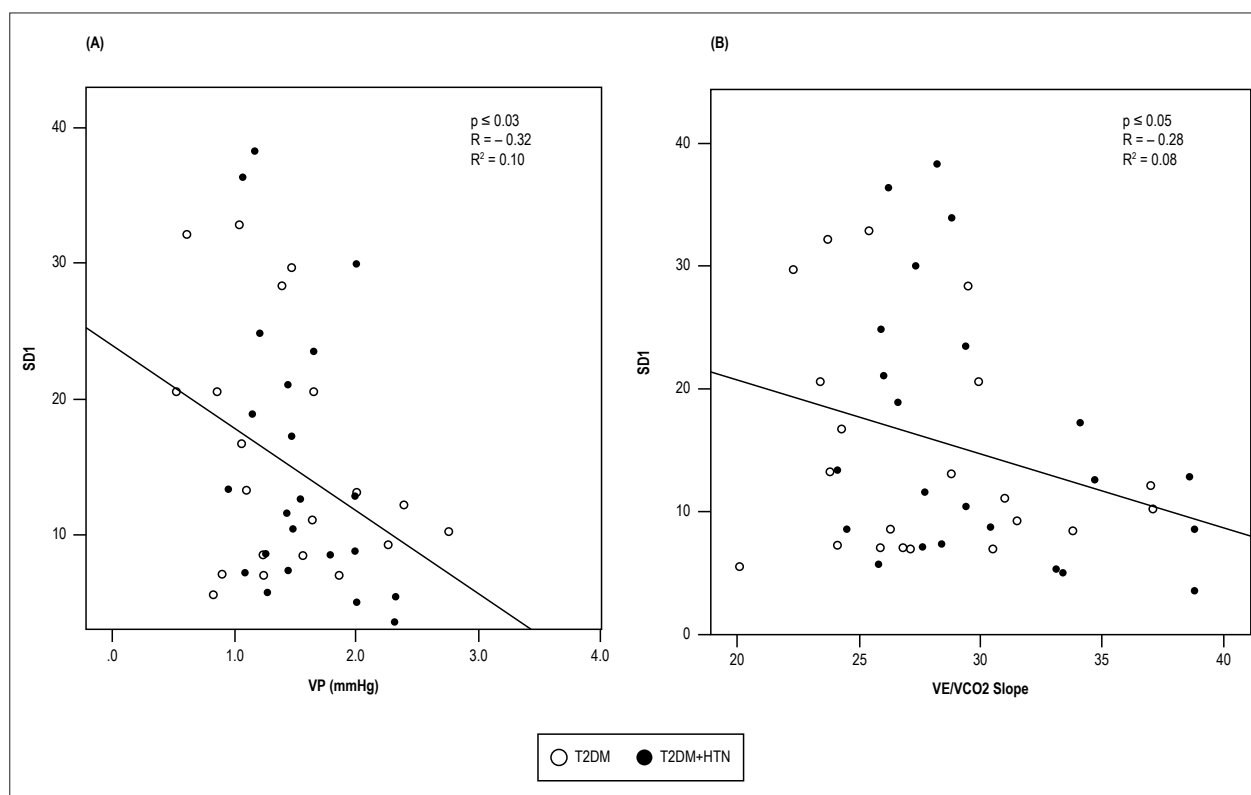 (A)
p ≤ 0.03
R = – 0.32
R² = 0.10
40
30
20
10
SD1
.0
1.0
2.0
3.0
4.0
VP (mmHg)
(B)
p ≤ 0.05
R = – 0.28
R² = 0.08
40
30
20
10
0
SD1
20
25
30
35
40
VE/VCO2 Slope
T2DM
T2DM+HTN